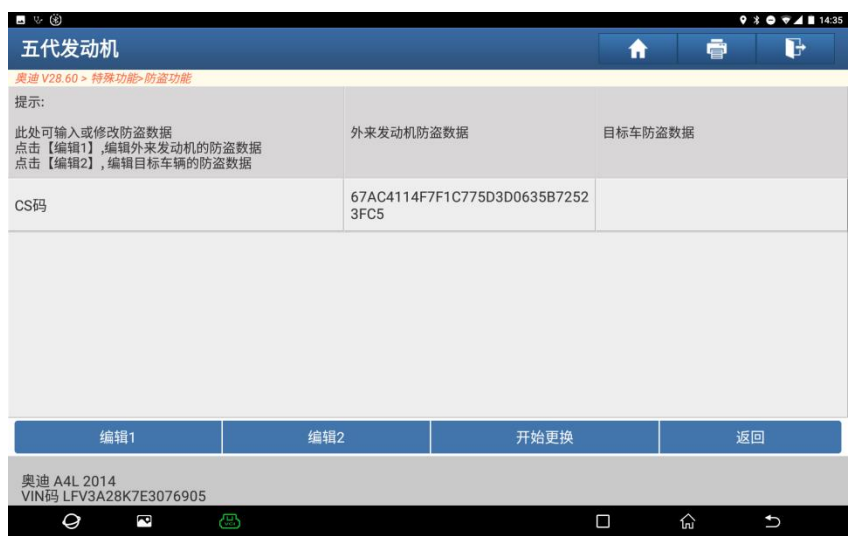 14:35
五代发动机
奥迪 V28.60 > 特殊功能>防盗功能
提示:
此处可输入或修改防盗数据
点击【编辑1】,编辑外来发动机的防盗数据
点击【编辑2】, 编辑目标车辆的防盗数据
外来发动机防盗数据
目标车防盗数据
CS码
67AC4114F7F1C775D3D0635B7252
3FC5
编辑1
编辑2
开始更换
返回
奥迪 A4L 2014
VIN码 LFV3A28K7E3076905
VCI